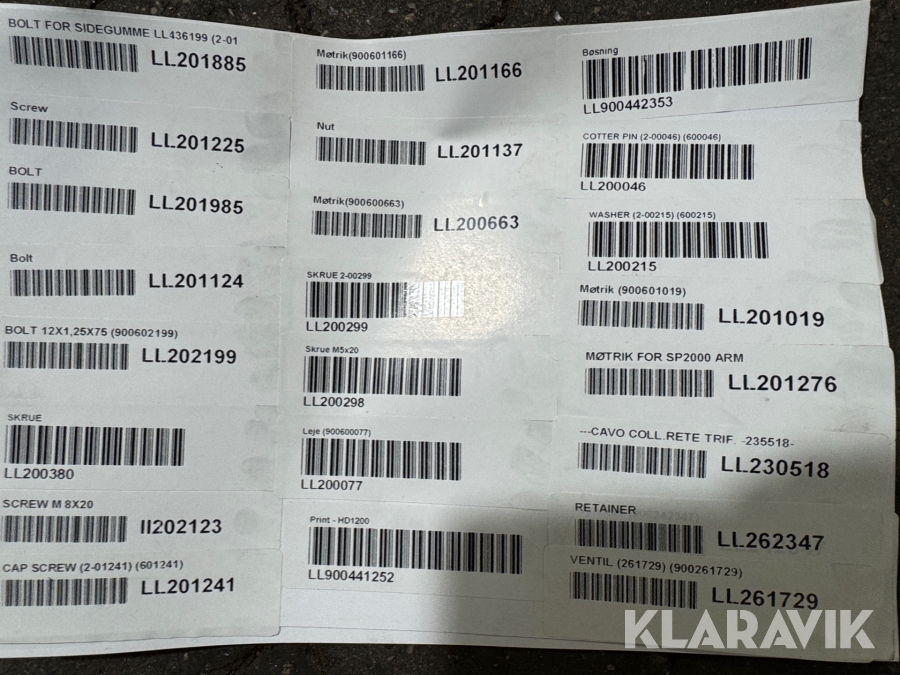 BOLT FOR SIDEGUMME LL436199 (2-01
LL201885
Screw
LL201225
BOLT
LL201985
Bolt
LL201124
BOLT 12X1,25X75 (900602199)
LL202199
SKRUE
LL200380
SCREW M 8X20
II202123
CAP SCREW (2-01241) (601241)
LL201241
Møtrik(900601166)
LL201166
Nut
LL201137
Møtrik(900600663)
LL200663
SKRUE 2-00299
LL200299
Skrue M5x20
LL200298
Leje (900600077)
LL200077
Print - HD1200
LL900441252
Bøsning
LL900442353
COTTER PIN (2-00046) (600046)
LL200046
WASHER (2-00215) (600215)
LL200215
Møtrik (900601019)
LL201019
MØTRIK FOR SP2000 ARM
LL201276
---CAVO COLL.RETE TRIF. -235518-
LL230518
RETAINER
LL262347
VENTIL (261729) (900261729)
LL261729
KLARAVIK